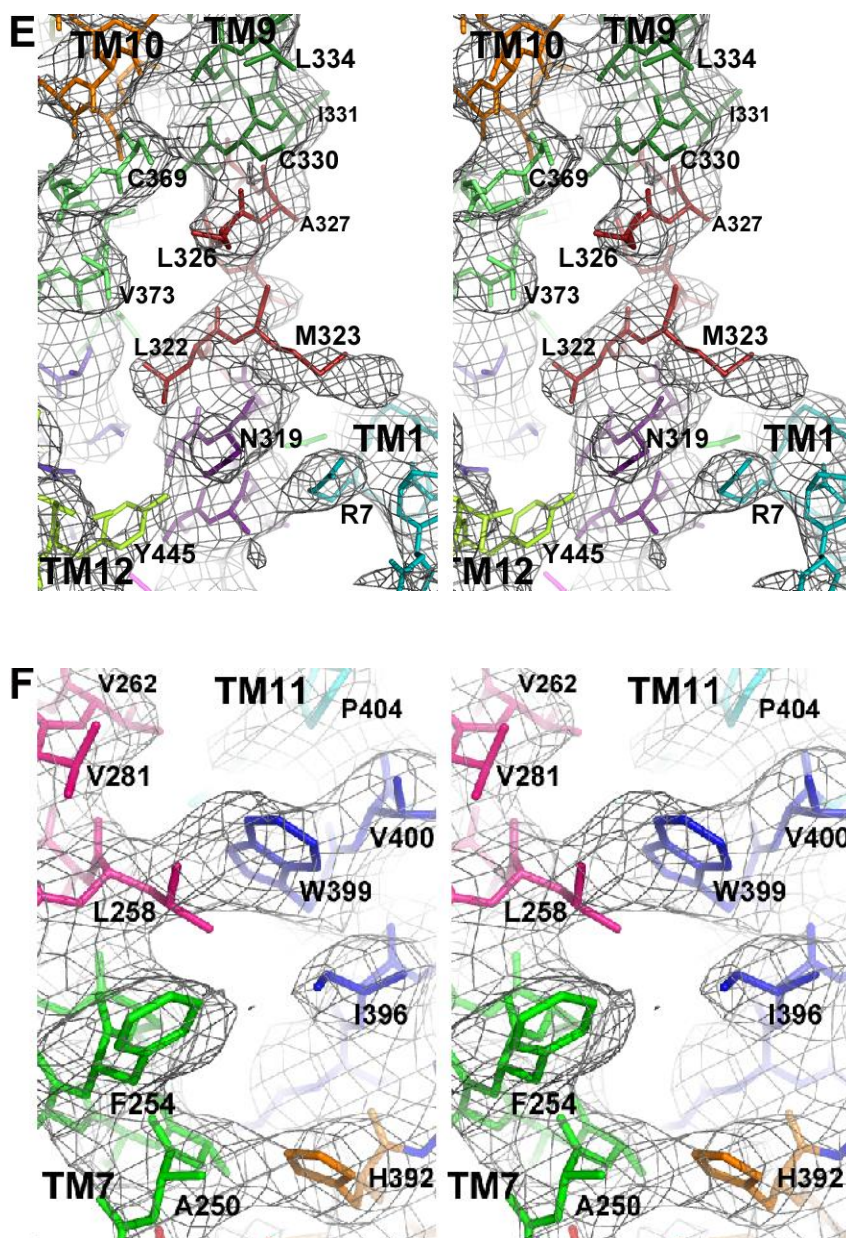 E
TM10 TM9 L334 TM10 TM9 L334
I331 I331
C330 C330
C369 C369
A327 A327
L326 L326
V373 V373
M323 M323
L322 L322
N319 TM1 N319 TM1
R7 R7
Y445 Y445
TM12 TM12
F
V262 TM11 V262 TM11
P404 P404
V281 V281
V400 V400
W399 W399
L258 L258
I396 I396
F254 F254
H392 H392
TM7 TM7
A250 A250